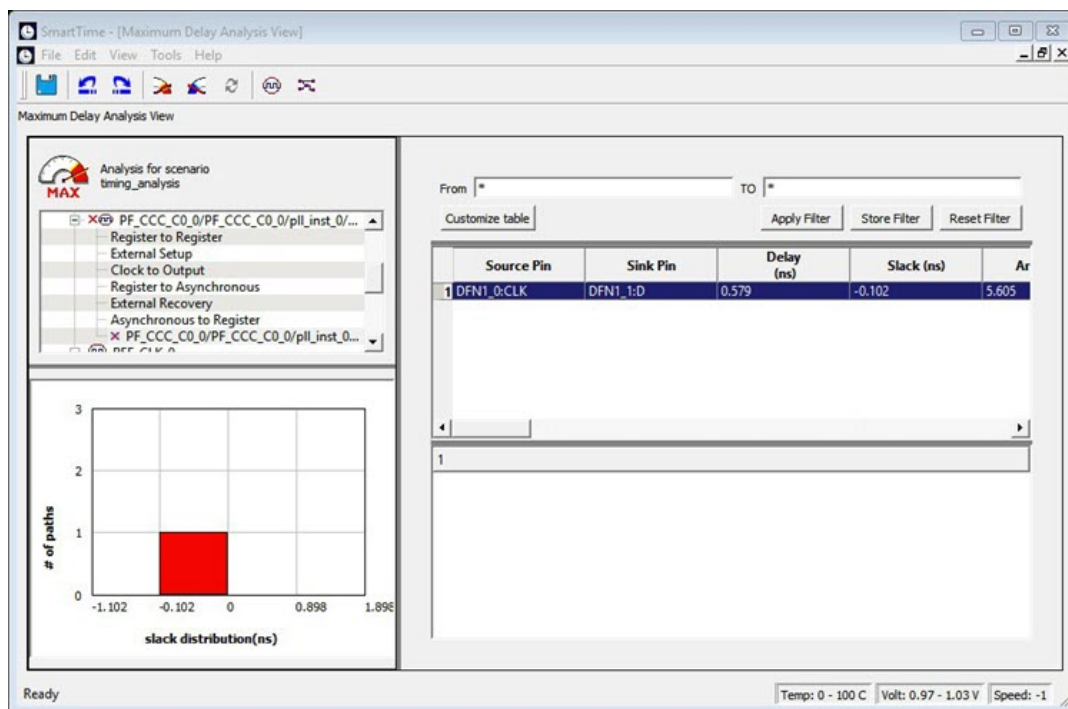 SmartTime - [Maximum Delay Analysis View]
File Edit View Tools Help
Maximum Delay Analysis View
MAX
Analysis for scenario
timing_analysis
PF_CCC_C0_0/PF_CCC_C0_0/pll_inst_0/...
Register to Register
External Setup
Clock to Output
Register to Asynchronous
External Recovery
Asynchronous to Register
PF_CCC_C0_0/PF_CCC_C0_0/pll_inst_0...
From * TO *
Customize table Apply Filter Store Filter Reset Filter
Source Pin Sink Pin Delay (ns) Slack (ns) Ar
1 DFN1_0:CLK DFN1_1:D 0.579 -0.102 5.605
1
3
2
1
0
# of paths
-1.102 -0.102 0 0.898 1.898
slack distribution(ns)
Ready Temp: 0 - 100 C Volt: 0.97 - 1.03 V Speed: -1